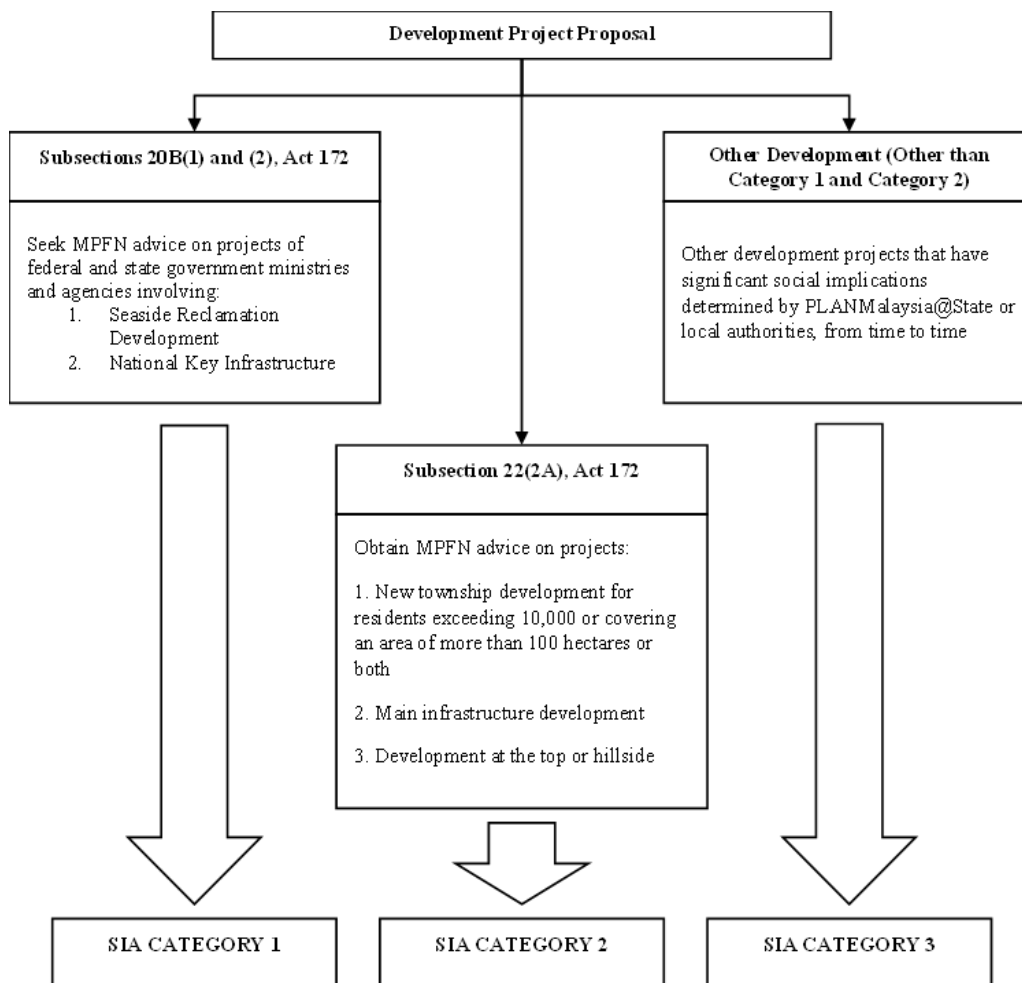 Development Project Proposal
Subsections 20B(1) and (2), Act 172
Seek MPFN advice on projects of
federal and state government ministries
and agencies involving:
1. Seaside Reclamation
Development
2. National Key Infrastructure
Other Development (Other than
Category 1 and Category 2)
Other development projects that have
significant social implications
determined by PLANMalaysia@State or
local authorities, from time to time
Subsection 22(2A), Act 172
Obtain MPFN advice on projects:
1. New township development for
residents exceeding 10,000 or covering
an area of more than 100 hectares or
both
2. Main infrastructure development
3. Development at the top or hillside
SIA CATEGORY 1
SIA CATEGORY 2
SIA CATEGORY 3